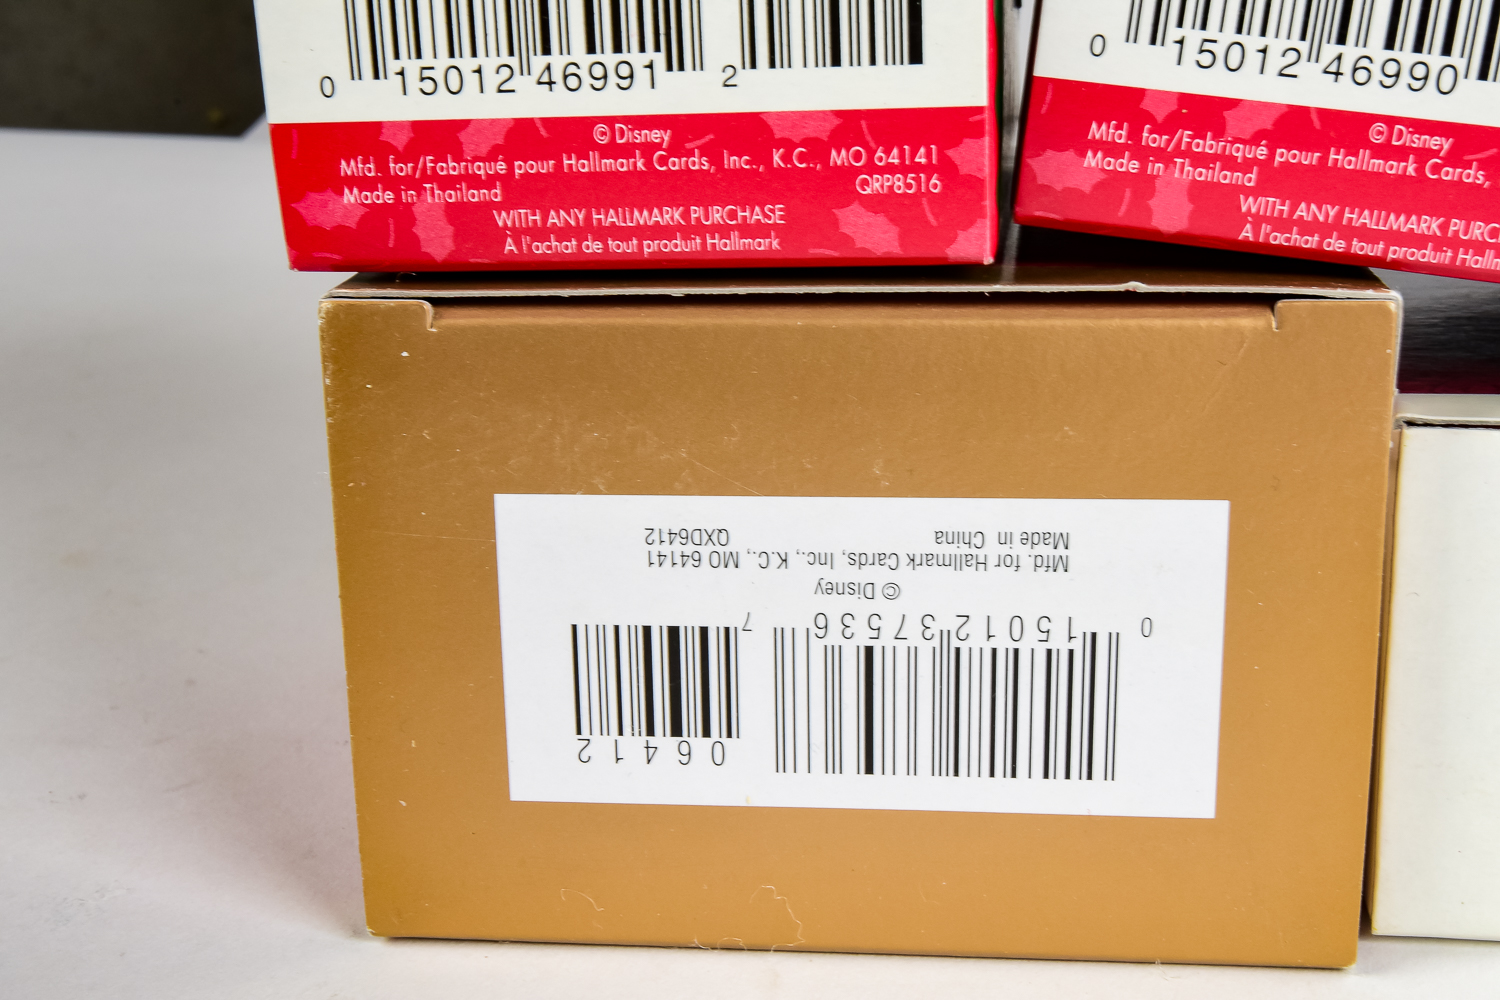 0 15012 46991 2
© Disney
Mfd. for/Fabriqué pour Hallmark Cards, Inc., K.C., MO 64141
Made in Thailand QRP8516
WITH ANY HALLMARK PURCHASE
À l'achat de tout produit Hallmark
0 15012 46990
© Disney
Mfd. for/Fabriqué pour Hallmark Cards,
Made in Thailand
WITH ANY HALLMARK
À l'achat de tout produit
06412
0 15012 37536 7
© Disney
Mfd. for Hallmark Cards, Inc., K.C., MO 64141
Made in China QXD6412